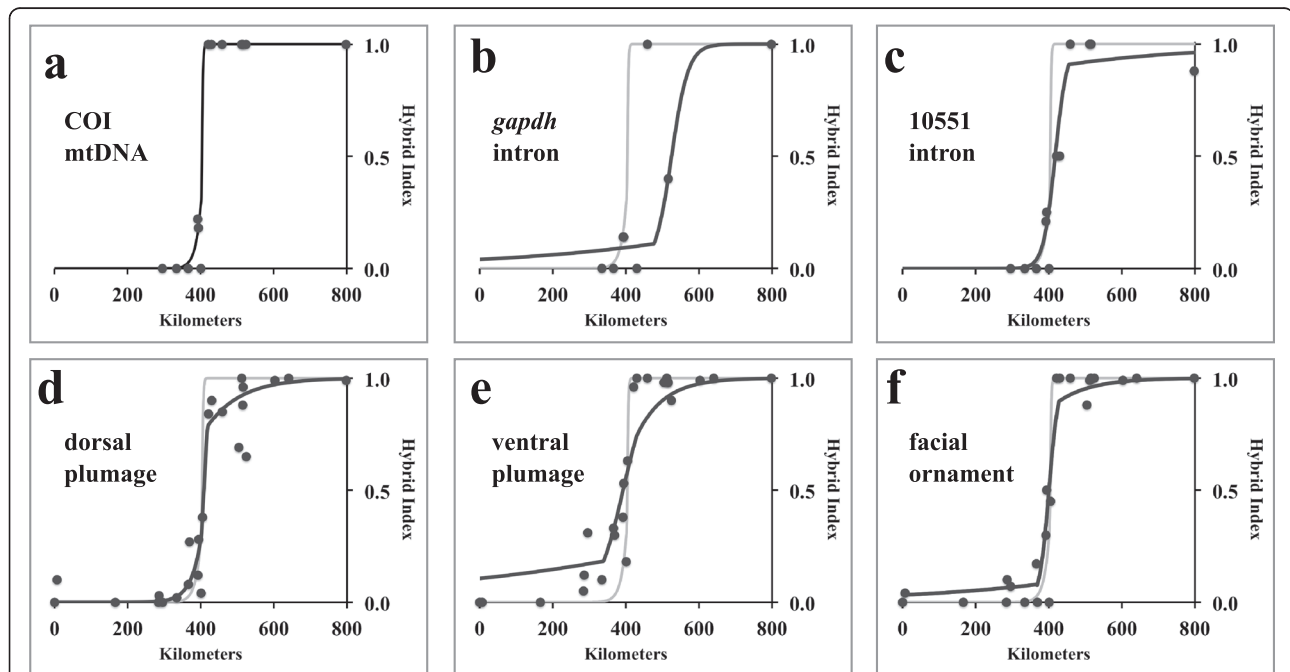 a
COI
mtDNA
1.0
0.5
0.0
Hybrid Index
0 200 400 600 800
Kilometers
b
gapdh
intron
1.0
0.5
0.0
Hybrid Index
0 200 400 600 800
Kilometers
c
10551
intron
1.0
0.5
0.0
Hybrid Index
0 200 400 600 800
Kilometers
d
dorsal
plumage
1.0
0.5
0.0
Hybrid Index
0 200 400 600 800
Kilometers
e
ventral
plumage
1.0
0.5
0.0
Hybrid Index
0 200 400 600 800
Kilometers
f
facial
ornament
1.0
0.5
0.0
Hybrid Index
0 200 400 600 800
Kilometers